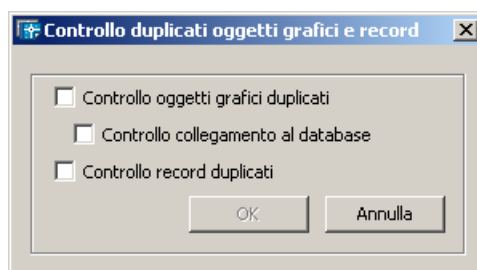 Controllo duplicati oggetti grafici e record
Controllo oggetti grafici duplicati
Controllo collegamento al database
Controllo record duplicati
OK Annulla